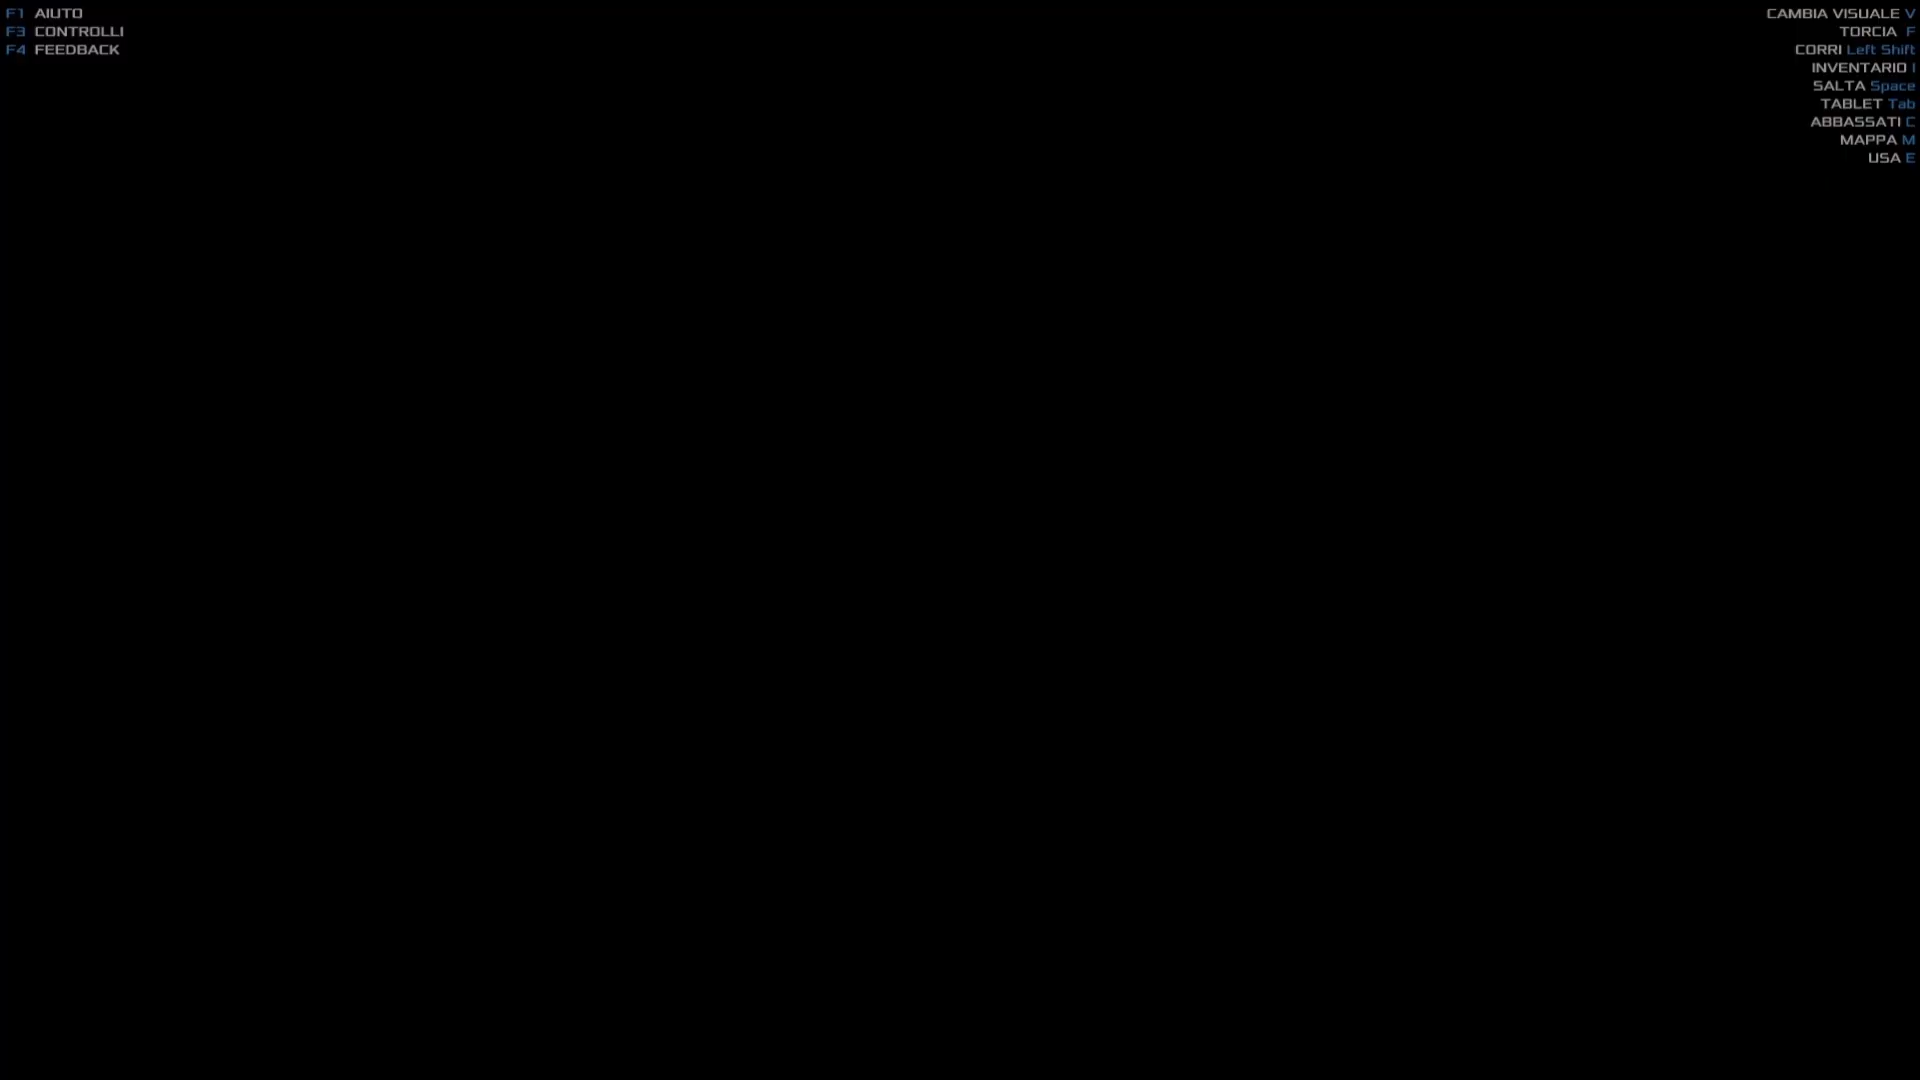 F1 AIUTO
F3 CONTROLLI
F4 FEEDBACK
CAMBIA VISUALE V
TORCIA F
CORRI Left Shift
INVENTARIO I
SALTA Space
TABLET Tab
ABBASSATI C
MAPPA M
USA E